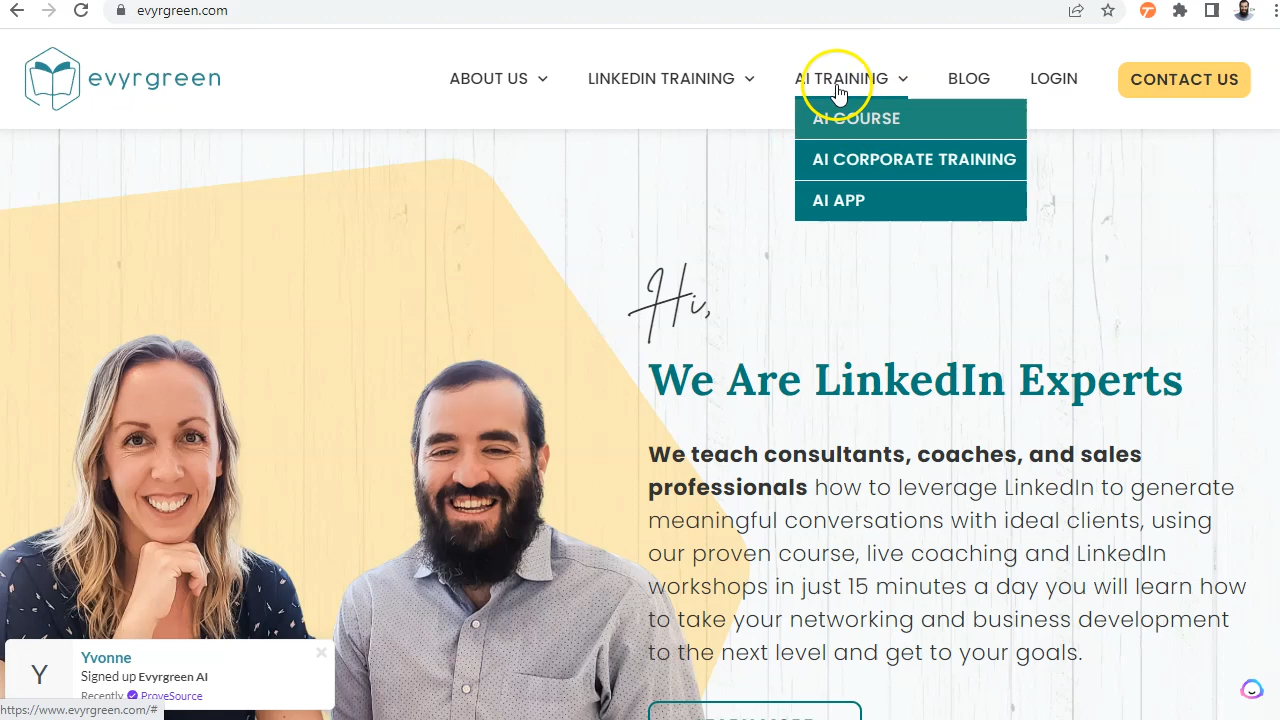 evyrgreen.com
evyrgreen
ABOUT US
LINKEDIN TRAINING
AI TRAINING
BLOG
LOGIN
CONTACT US
AI COURSE
AI CORPORATE TRAINING
AI APP
Hi,
We Are LinkedIn Experts
We teach consultants, coaches, and sales
professionals how to leverage LinkedIn to generate
meaningful conversations with ideal clients, using
our proven course, live coaching and LinkedIn
workshops in just 15 minutes a day you will learn how
to take your networking and business development
to the next level and get to your goals.
Y
Yvonne
Signed up Evyrgreen AI
Recently ProveSource
https://www.evyrgreen.com/#